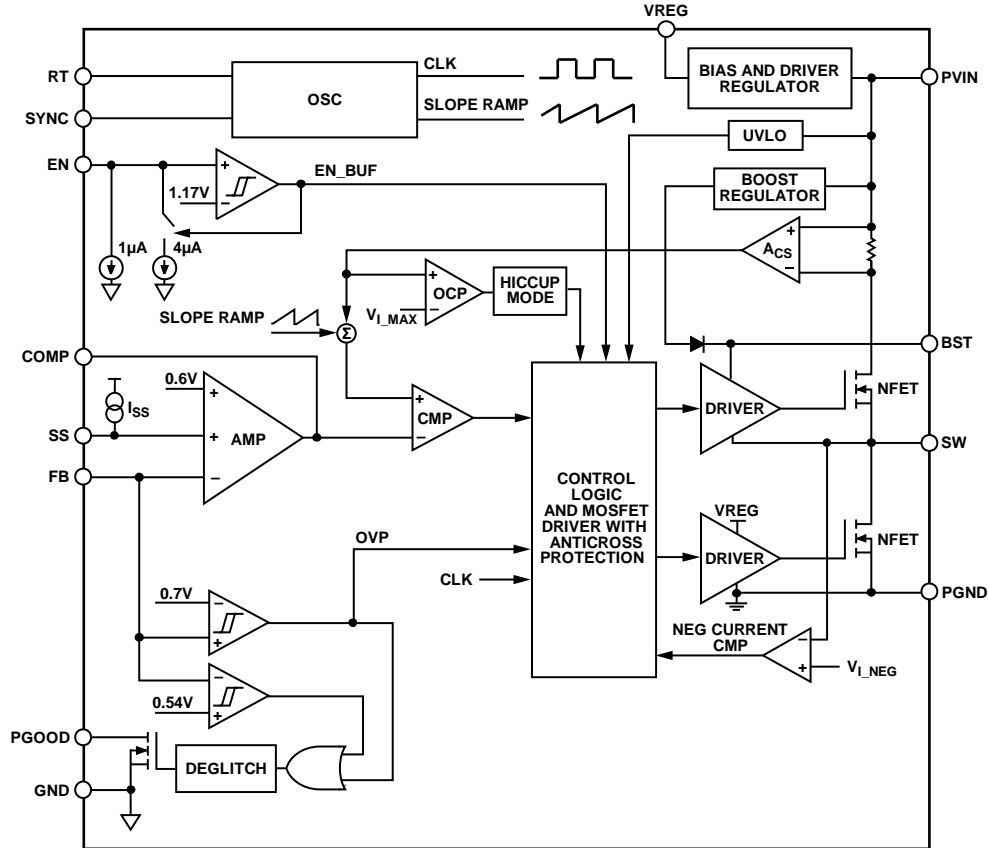 VREG
RT
SYNC
OSC
CLK
SLOPE RAMP
BIAS AND DRIVER
REGULATOR
PVIN
UVLO
EN
+
1.17V
−
EN_BUF
BOOST
REGULATOR
1µA
4µA
+
ACS
−
+
OCP
−
VI_MAX
HICCUP
MODE
SLOPE RAMP
Σ
COMP
0.6V
+
ISS
SS
+
AMP
FB
−
+
CMP
−
BST
DRIVER
NFET
SW
CONTROL
LOGIC
AND MOSFET
DRIVER WITH
ANTICROSS
PROTECTION
VREG
DRIVER
NFET
PGND
OVP
CLK
0.7V
−
+
NEG CURRENT
CMP
−
+
VI_NEG
−
0.54V
+
PGOOD
DEGLITCH
GND